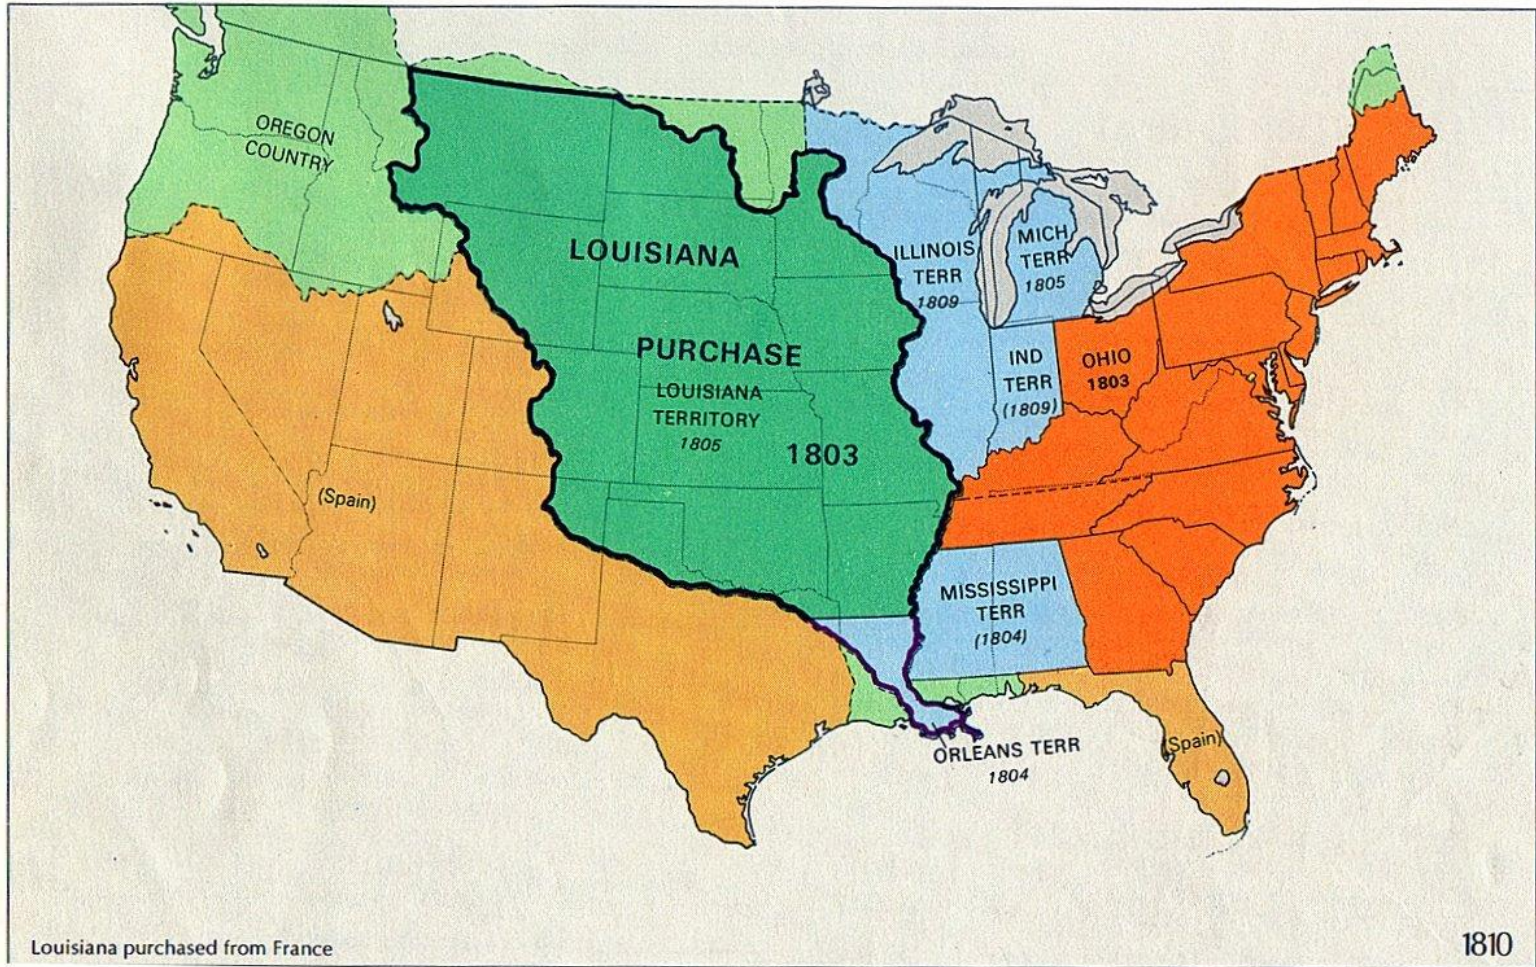 OREGON
COUNTRY
LOUISIANA
PURCHASE
LOUISIANA
TERRITORY
1805
1803
ILLINOIS
TERR
1809
MICH
TERR
1805
IND
TERR
(1809)
OHIO
1803
(Spain)
MISSISSIPPI
TERR
(1804)
ORLEANS TERR
1804
(Spain)
Louisiana purchased from France
1810